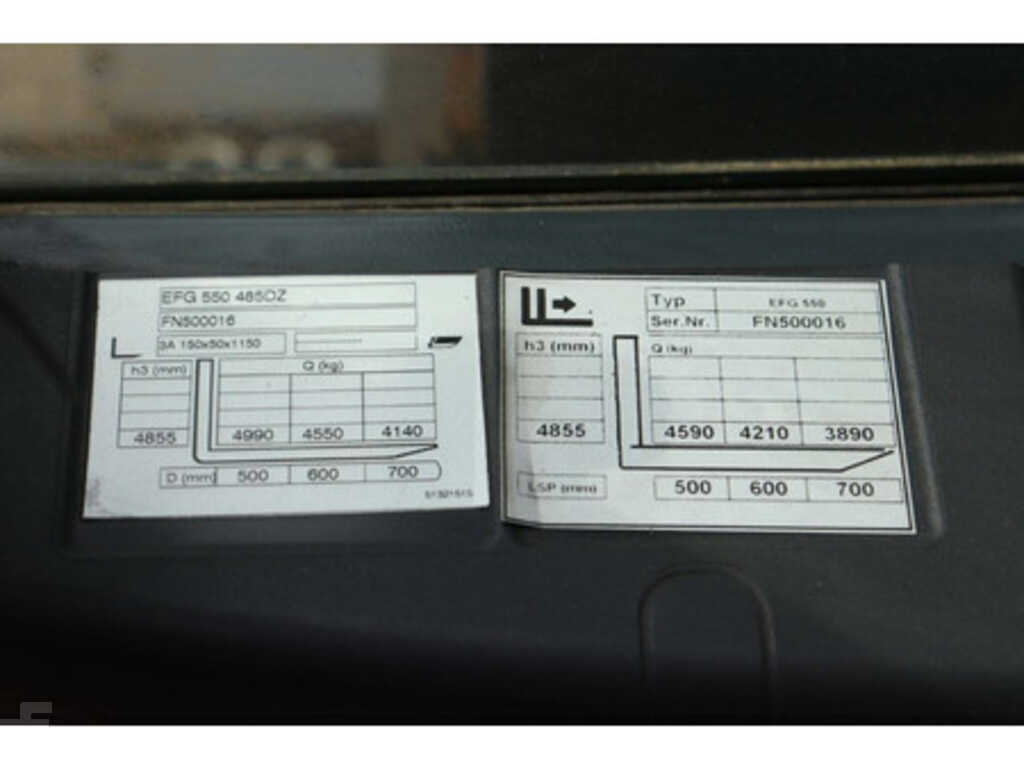 EFG 550 485DZ
FN500016
3A 150x50x1150
h3 (mm) Q (kg)
4855 4990 4550 4140
D (mm) 500 600 700
Typ EFG 550
Ser.Nr. FN500016
h3 (mm) Q (kg)
4855 4590 4210 3890
LSP (mm) 500 600 700